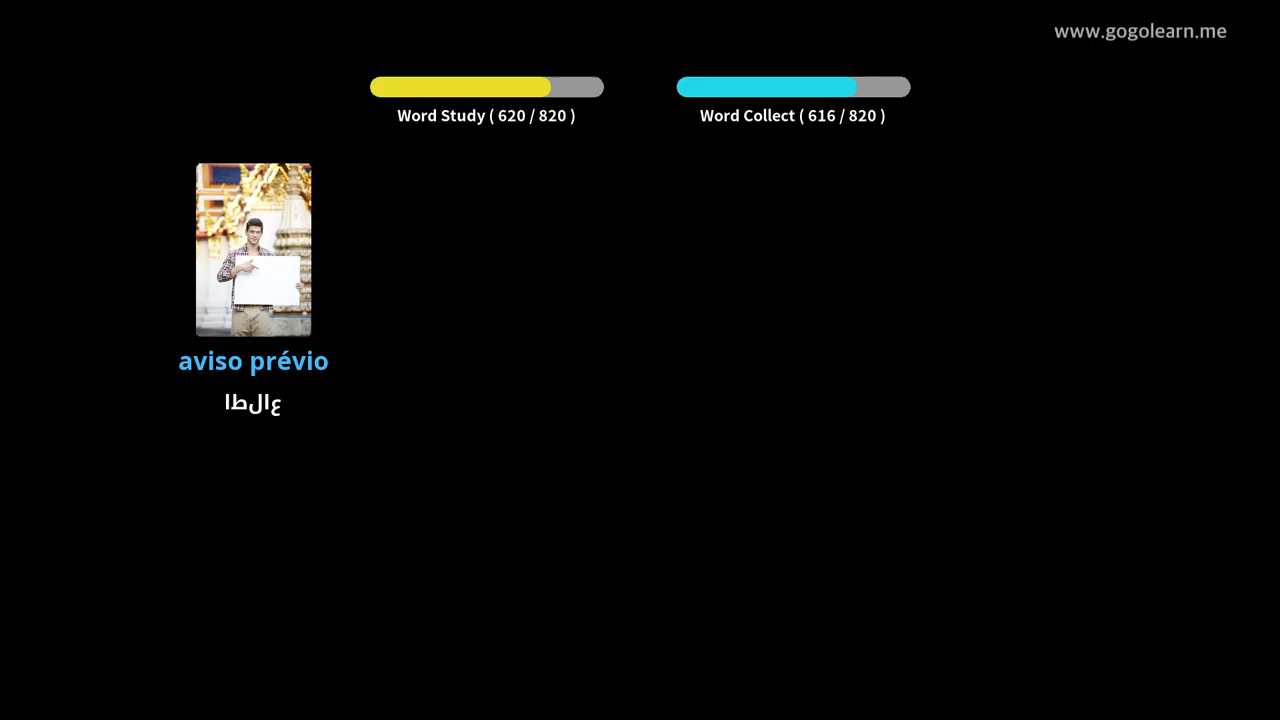 www.gogolearn.me
Word Study ( 620 / 820 )
Word Collect ( 616 / 820 )
aviso prévio
اطلاع